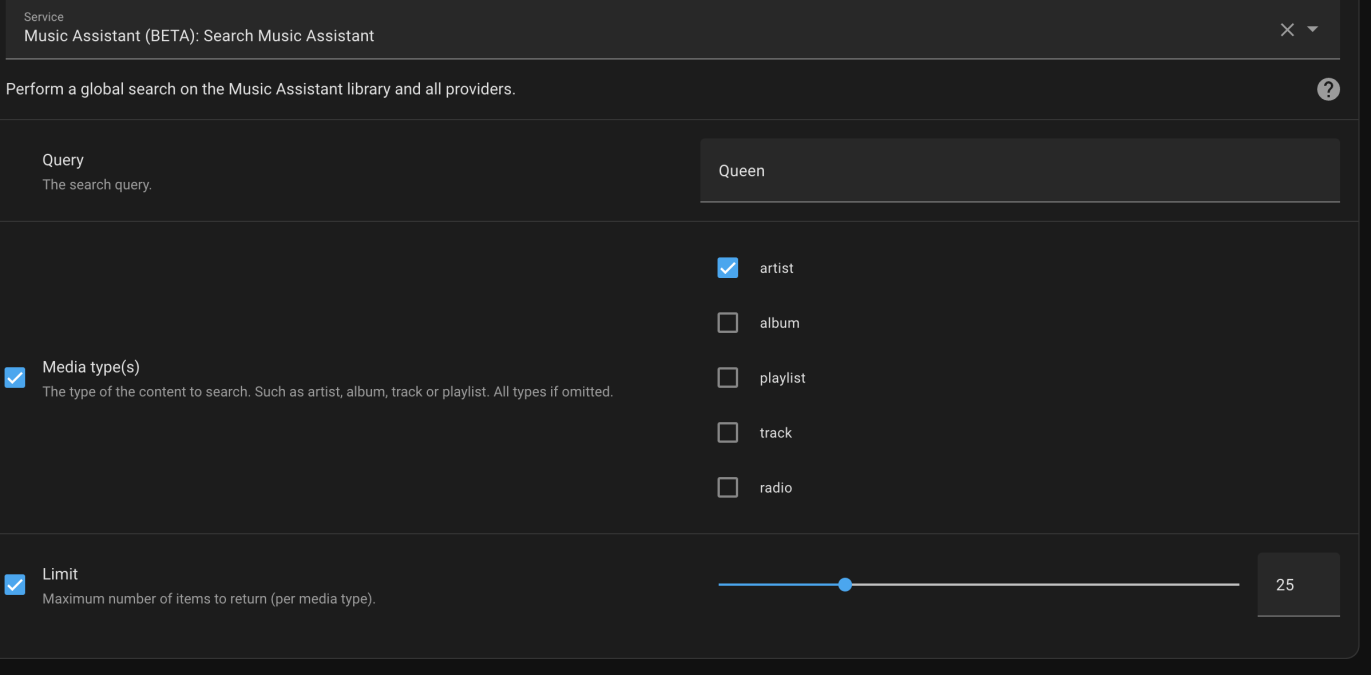 Service
Music Assistant (BETA): Search Music Assistant
Perform a global search on the Music Assistant library and all providers.
?
Query
The search query.
Queen
Media type(s)
The type of the content to search. Such as artist, album, track or playlist. All types if omitted.
artist
album
playlist
track
radio
Limit
Maximum number of items to return (per media type).
25